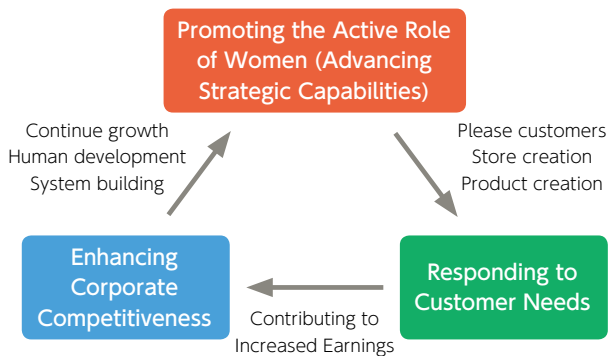 Promoting the Active Role
of Women (Advancing
Strategic Capabilities)
Continue growth
Human development
System building
Please customers
Store creation
Product creation
Enhancing
Corporate
Competitiveness
Responding to
Customer Needs
Contributing to
Increased Earnings